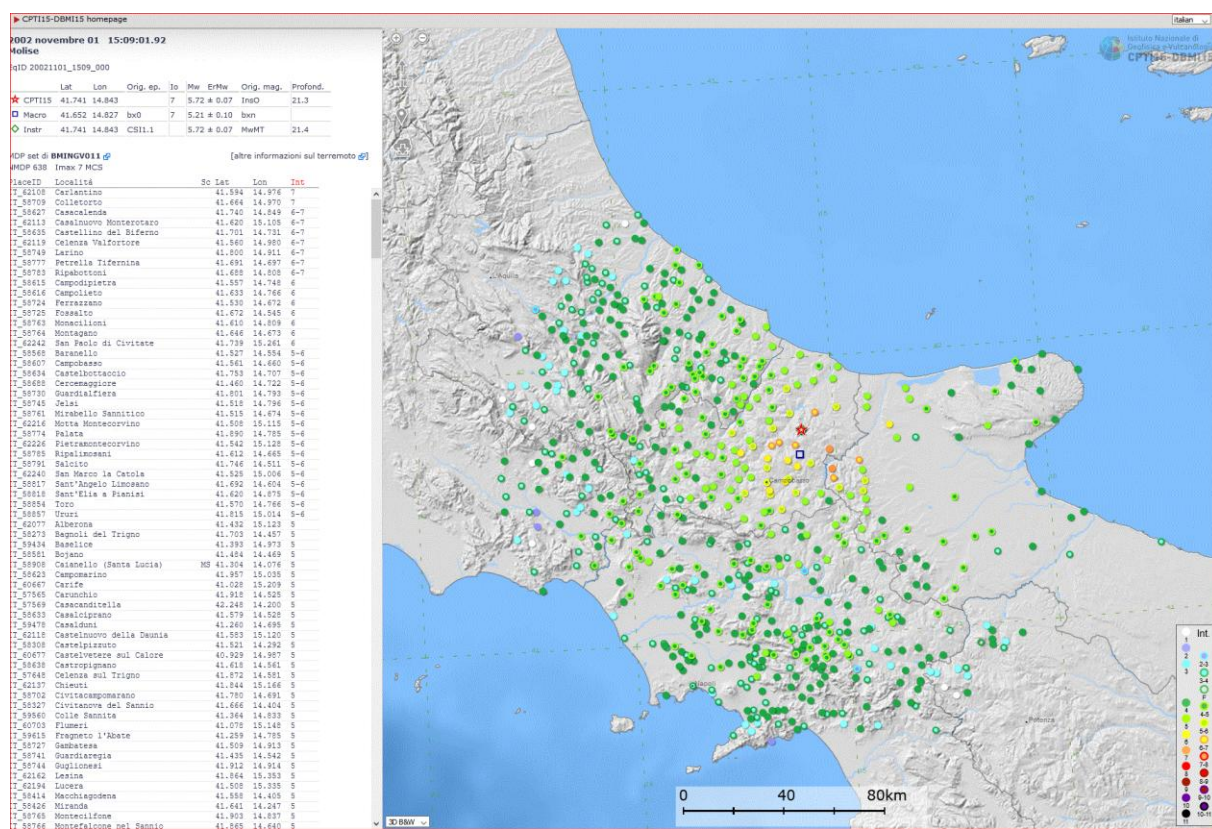 CPTI15-DBMI15 homepage
italian
2002 novembre 01 15:09:01.92
Molise
EqID 20021101_1509_000
Lat Lon Orig. ep. Io Mw ErMw Orig. mag. Profond.
CPTI15 41.741 14.843 7 5.72 ± 0.07 InsO 21.3
Macro 41.652 14.827 bx0 7 5.21 ± 0.10 bxn
Instr 41.741 14.843 CSI1.1 5.72 ± 0.07 MwMT 21.4
MDP set di BMINGV011 [altre informazioni sul terremoto]
NMDP 638 Imax 7 MCS
PlaceID Località Sc Lat Lon Int
IT_62108 Carlantino 41.594 14.976 7
IT_58709 Colletorto 41.664 14.970 7
IT_58627 Casacalenda 41.740 14.849 6-7
IT_62113 Casalnuovo Monterotaro 41.620 15.105 6-7
IT_58635 Castellino del Biferno 41.701 14.731 6-7
IT_62119 Celenza Valfortore 41.560 14.980 6-7
IT_58749 Larino 41.800 14.911 6-7
IT_58777 Petrella Tifernina 41.691 14.697 6-7
IT_58783 Ripabottoni 41.688 14.808 6-7
IT_58615 Campodipietra 41.557 14.748 6
IT_58616 Campolieto 41.633 14.766 6
IT_58724 Ferrazzano 41.530 14.672 6
IT_58725 Fossalto 41.672 14.545 6
IT_58763 Monacilioni 41.610 14.809 6
IT_58764 Montagano 41.646 14.673 6
IT_62242 San Paolo di Civitate 41.739 15.261 6
IT_58568 Baranello 41.527 14.554 5-6
IT_58607 Campobasso 41.561 14.660 5-6
IT_58634 Castelbottaccio 41.753 14.707 5-6
IT_58688 Cercemaggiore 41.460 14.722 5-6
IT_58730 Guardialfiera 41.801 14.793 5-6
IT_58745 Jelsi 41.518 14.796 5-6
IT_58761 Mirabello Sannitico 41.515 14.674 5-6
IT_62216 Motta Montecorvino 41.508 15.115 5-6
IT_58774 Palata 41.890 14.785 5-6
IT_62226 Pietramontecorvino 41.542 15.128 5-6
IT_58785 Ripalimosani 41.612 14.665 5-6
IT_58791 Salcito 41.746 14.511 5-6
IT_62240 San Marco la Catola 41.525 15.006 5-6
IT_58817 Sant'Angelo Limosano 41.692 14.604 5-6
IT_58818 Sant'Elia a Pianisi 41.620 14.875 5-6
IT_58854 Toro 41.570 14.766 5-6
IT_58857 Ururi 41.815 15.014 5-6
IT_62077 Alberona 41.432 15.123 5
IT_58273 Bagnoli del Trigno 41.703 14.457 5
IT_59434 Baselice 41.393 14.973 5
IT_58581 Bojano 41.484 14.469 5
IT_58908 Caianello (Santa Lucia) MS 41.304 14.076 5
IT_58623 Campomarino 41.957 15.035 5
IT_60667 Carife 41.028 15.209 5
IT_57565 Carunchio 41.918 14.525 5
IT_57569 Casacanditella 42.248 14.200 5
IT_58633 Casalciprano 41.579 14.528 5
IT_59478 Casalduni 41.260 14.695 5
IT_62118 Castelnuovo della Daunia 41.583 15.120 5
IT_58308 Castelpizzuto 41.521 14.292 5
IT_60677 Castelvetere sul Calore 40.929 14.987 5
IT_58638 Castropignano 41.618 14.561 5
IT_57648 Celenza sul Trigno 41.872 14.581 5
IT_62137 Chieuti 41.844 15.166 5
IT_58702 Civitacampomarano 41.780 14.691 5
IT_58327 Civitanova del Sannio 41.666 14.404 5
IT_59560 Colle Sannita 41.364 14.833 5
IT_60703 Flumeri 41.078 15.148 5
IT_59615 Fragneto l'Abate 41.259 14.785 5
IT_58727 Gambatesa 41.509 14.913 5
IT_58741 Guardiaregia 41.435 14.542 5
IT_58744 Guglionesi 41.912 14.914 5
IT_62162 Lesina 41.864 15.353 5
IT_62194 Lucera 41.508 15.335 5
IT_58414 Macchiagodena 41.558 14.405 5
IT_58426 Miranda 41.641 14.247 5
IT_58765 Montecilfone 41.903 14.837 5
IT_58766 Montefalcone nel Sannio 41.865 14.640 5
Istituto Nazionale di
Geofisica e Vulcanologia
CPTI15-DBMI15
L'Aquila
Campobasso
Napoli
Potenza
0 40 80km
3D B&W
Int.
1
2 2-3
3 3-4
F
4 4-5
5 5-6
6 6-7
7 7-8
8 8-9
9 9-10
10 10-11
11